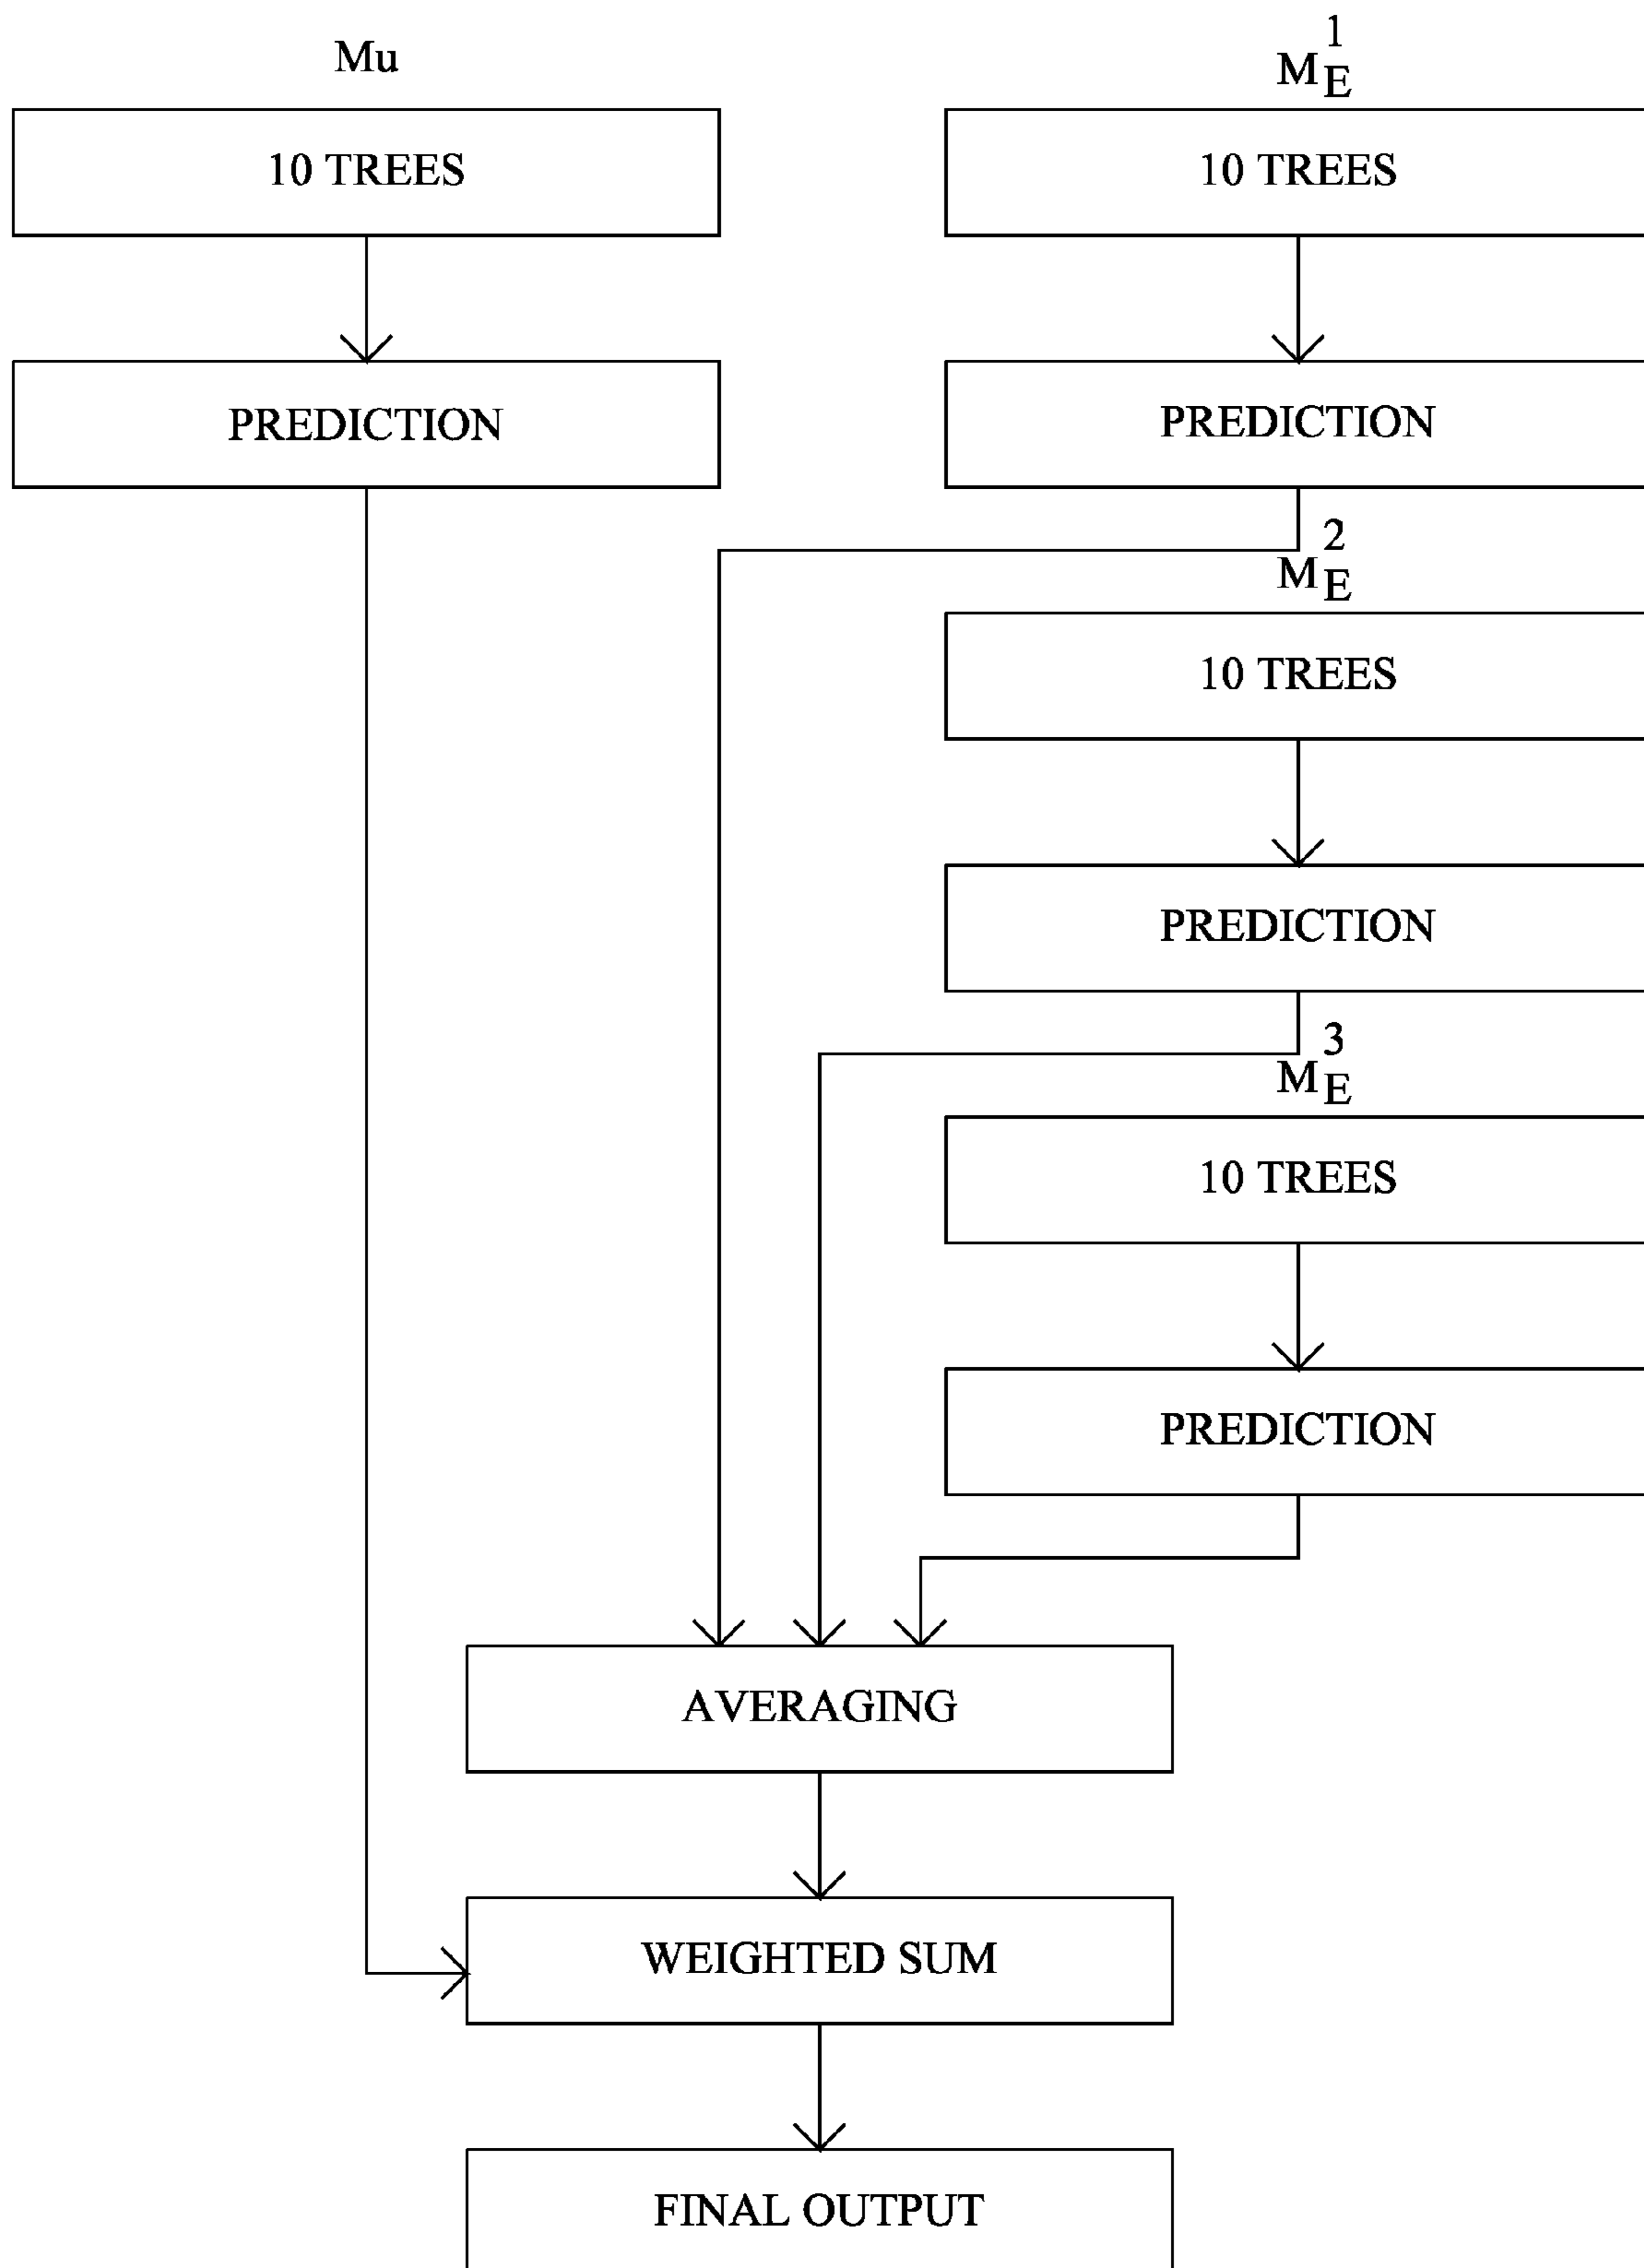 Mu
10 TREES
PREDICTION
M_E^1
10 TREES
PREDICTION
M_E^2
10 TREES
PREDICTION
M_E^3
10 TREES
PREDICTION
AVERAGING
WEIGHTED SUM
FINAL OUTPUT